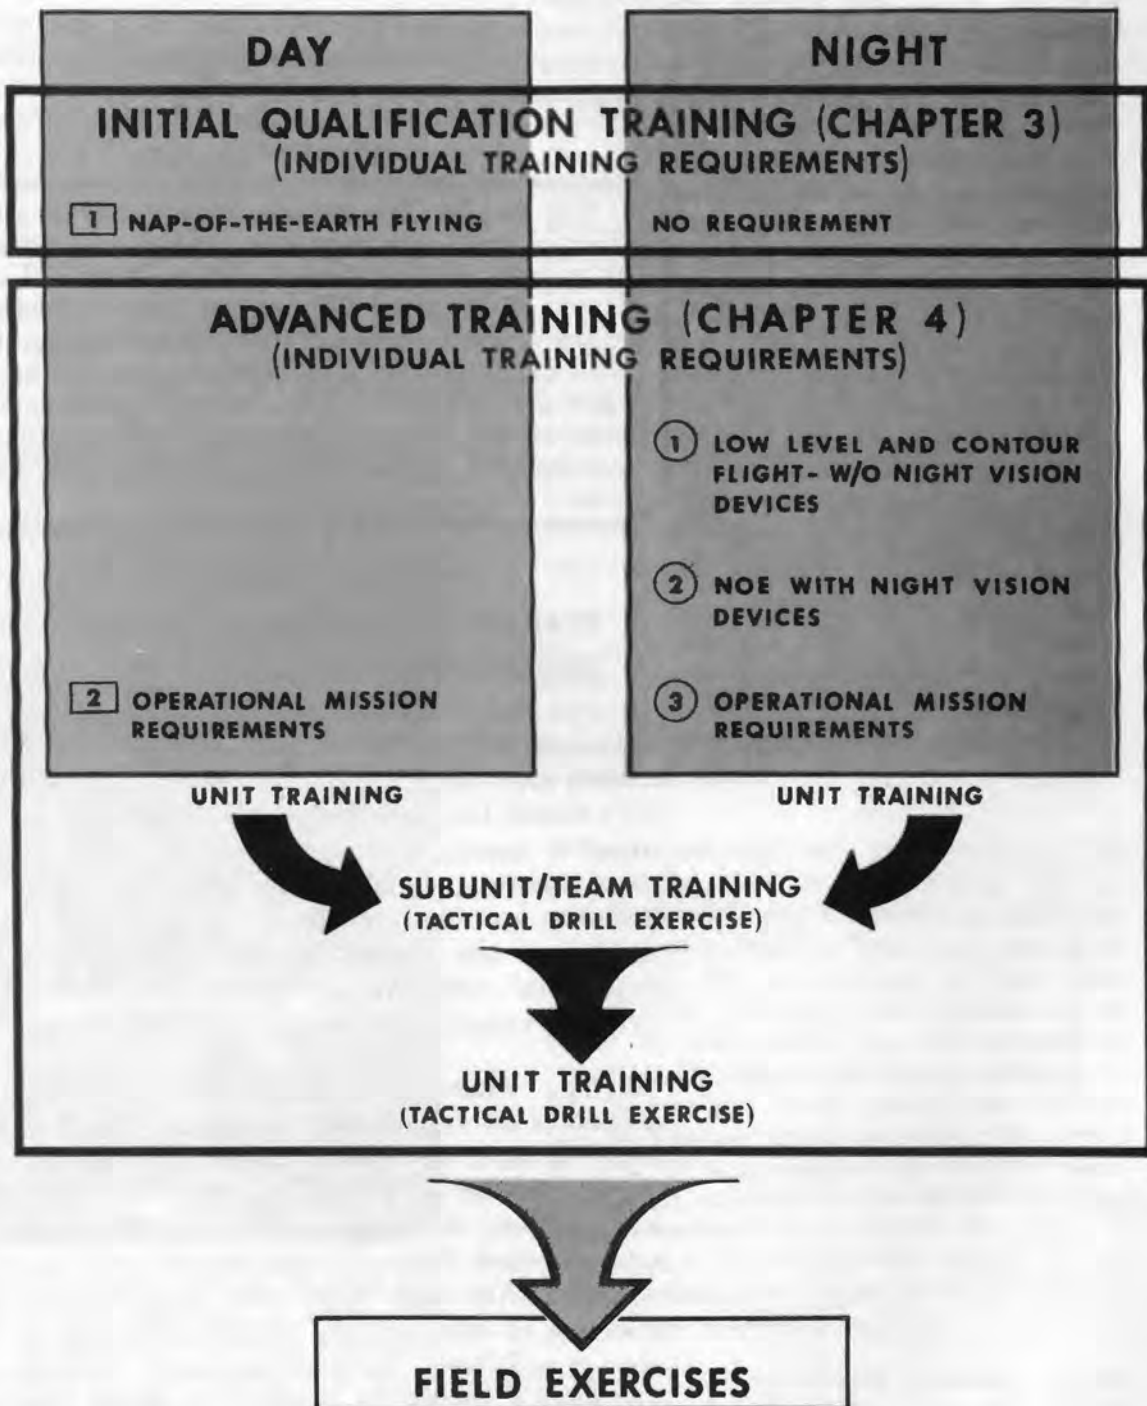 DAY
NIGHT
INITIAL QUALIFICATION TRAINING (CHAPTER 3)
(INDIVIDUAL TRAINING REQUIREMENTS)
1 NAP-OF-THE-EARTH FLYING
NO REQUIREMENT
ADVANCED TRAINING (CHAPTER 4)
(INDIVIDUAL TRAINING REQUIREMENTS)
1 LOW LEVEL AND CONTOUR
FLIGHT- W/O NIGHT VISION
DEVICES
2 NOE WITH NIGHT VISION
DEVICES
2 OPERATIONAL MISSION
REQUIREMENTS
3 OPERATIONAL MISSION
REQUIREMENTS
UNIT TRAINING
UNIT TRAINING
SUBUNIT/TEAM TRAINING
(TACTICAL DRILL EXERCISE)
UNIT TRAINING
(TACTICAL DRILL EXERCISE)
FIELD EXERCISES